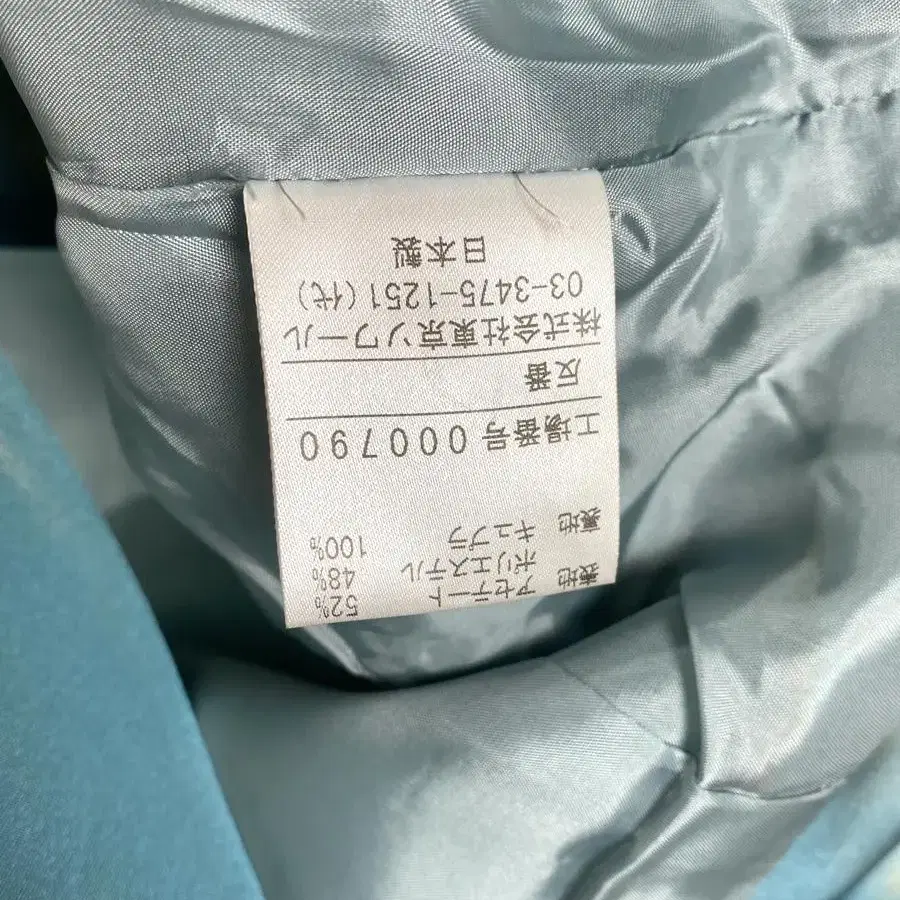 表地 アセテート 52%
ポリエステル 48%
裏地 キュプラ 100%
工場番号 000790
反番
株式会社東京ソワール
03-3475-1251(代)
日本製